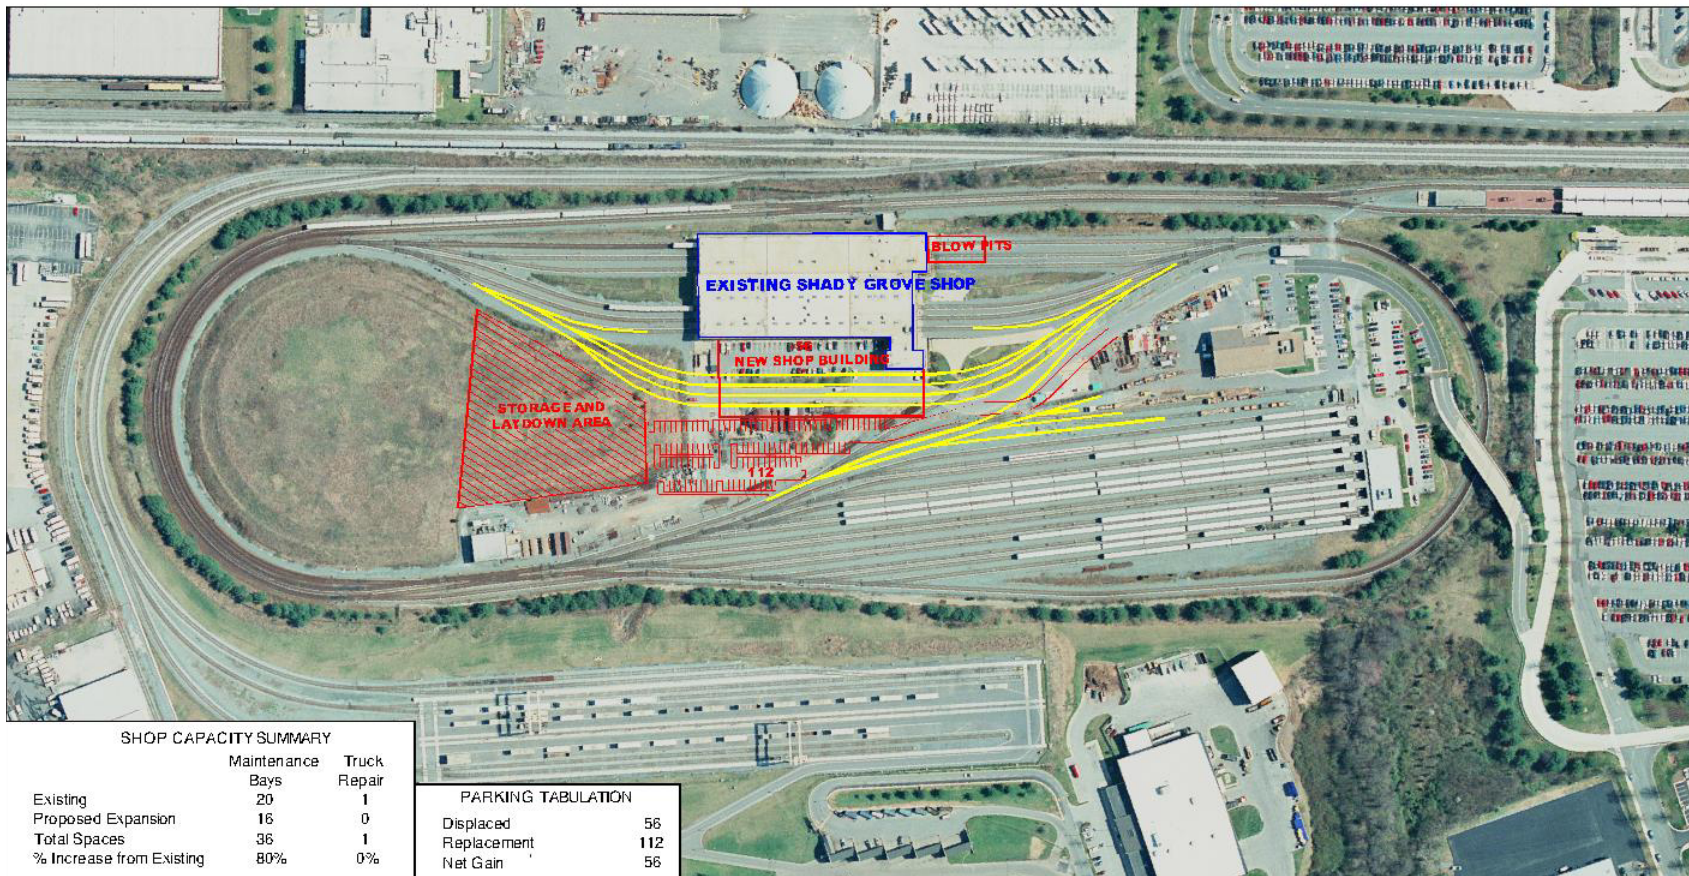 BLOW PITS
EXISTING SHADY GROVE SHOP
56
NEW SHOP BUILDING
STORAGE AND
LAYDOWN AREA
112
SHOP CAPACITY SUMMARY
Maintenance Truck
Bays Repair
Existing 20 1
Proposed Expansion 16 0
Total Spaces 36 1
% Increase from Existing 80% 0%
PARKING TABULATION
Displaced 56
Replacement 112
Net Gain 56